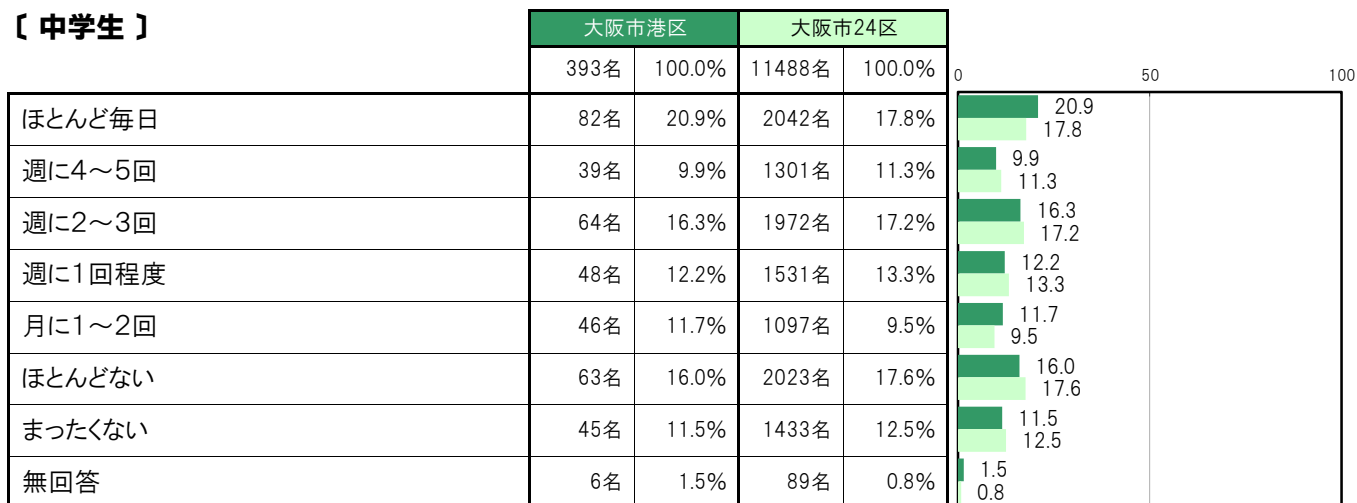 〔 中学生 〕
大阪市港区 大阪市24区
393名 100.0% 11488名 100.0%
0 50 100
ほとんど毎日 82名 20.9% 2042名 17.8%
20.9
17.8
週に4～5回 39名 9.9% 1301名 11.3%
9.9
11.3
週に2～3回 64名 16.3% 1972名 17.2%
16.3
17.2
週に1回程度 48名 12.2% 1531名 13.3%
12.2
13.3
月に1～2回 46名 11.7% 1097名 9.5%
11.7
9.5
ほとんどない 63名 16.0% 2023名 17.6%
16.0
17.6
まったくない 45名 11.5% 1433名 12.5%
11.5
12.5
無回答 6名 1.5% 89名 0.8%
1.5
0.8